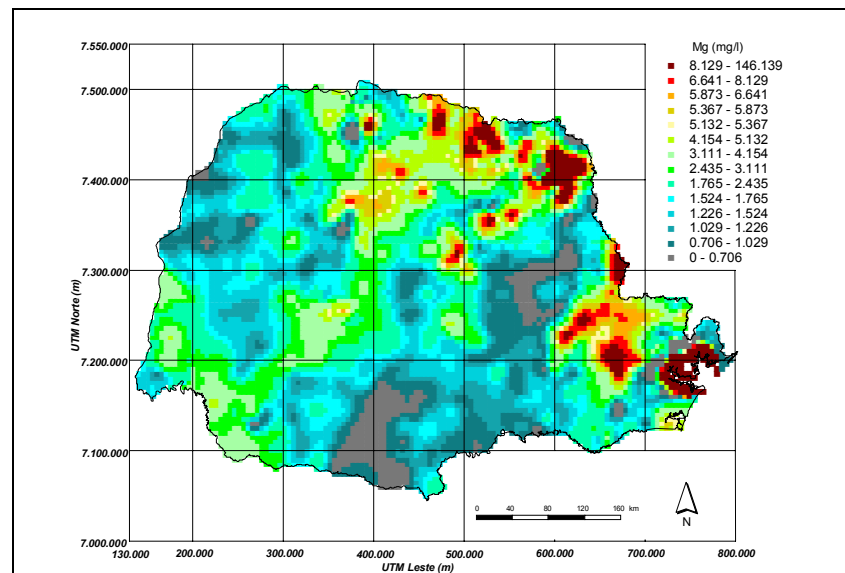 Mg (mg/l)
8.129 - 146.139
6.641 - 8.129
5.873 - 6.641
5.367 - 5.873
5.132 - 5.367
4.154 - 5.132
3.111 - 4.154
2.435 - 3.111
1.765 - 2.435
1.524 - 1.765
1.226 - 1.524
1.029 - 1.226
0.706 - 1.029
0 - 0.706
7.550.000
7.500.000
7.400.000
7.300.000
7.200.000
7.100.000
7.000.000
UTM Norte (m)
0 40 80 120 160 km
N
130.000 200.000 300.000 400.000 500.000 600.000 700.000 800.000
UTM Leste (m)